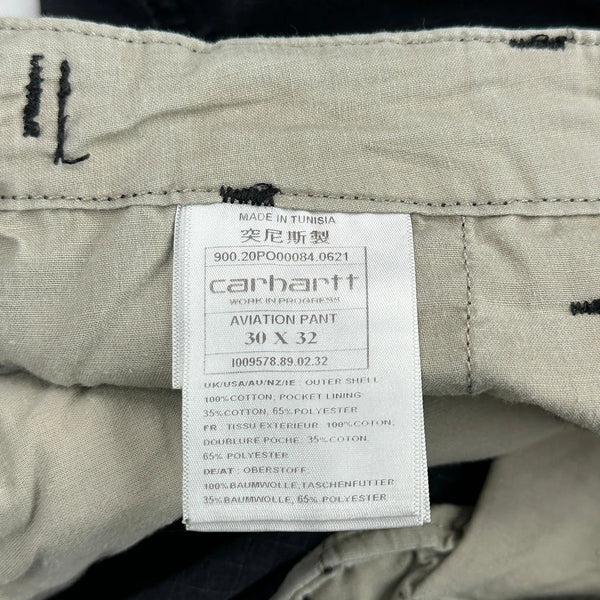 MADE IN TUNISIA
突尼斯製
900.20PO00084.0621
carhartt
WORK IN PROGRESS
AVIATION PANT
30 X 32
I009578.89.02.32
UK/USA/AU/NZ/IE : OUTER SHELL
100%COTTON, POCKET LINING
35%COTTON, 65%POLYESTER
FR : TISSU EXTERIEUR 100%COTON,
DOUBLURE POCHE 35%COTON,
65% POLYESTER
DE/AT : OBERSTOFF
100%BAUMWOLLE,TASCHENFUTTER
35%BAUMWOLLE, 65% POLYESTER